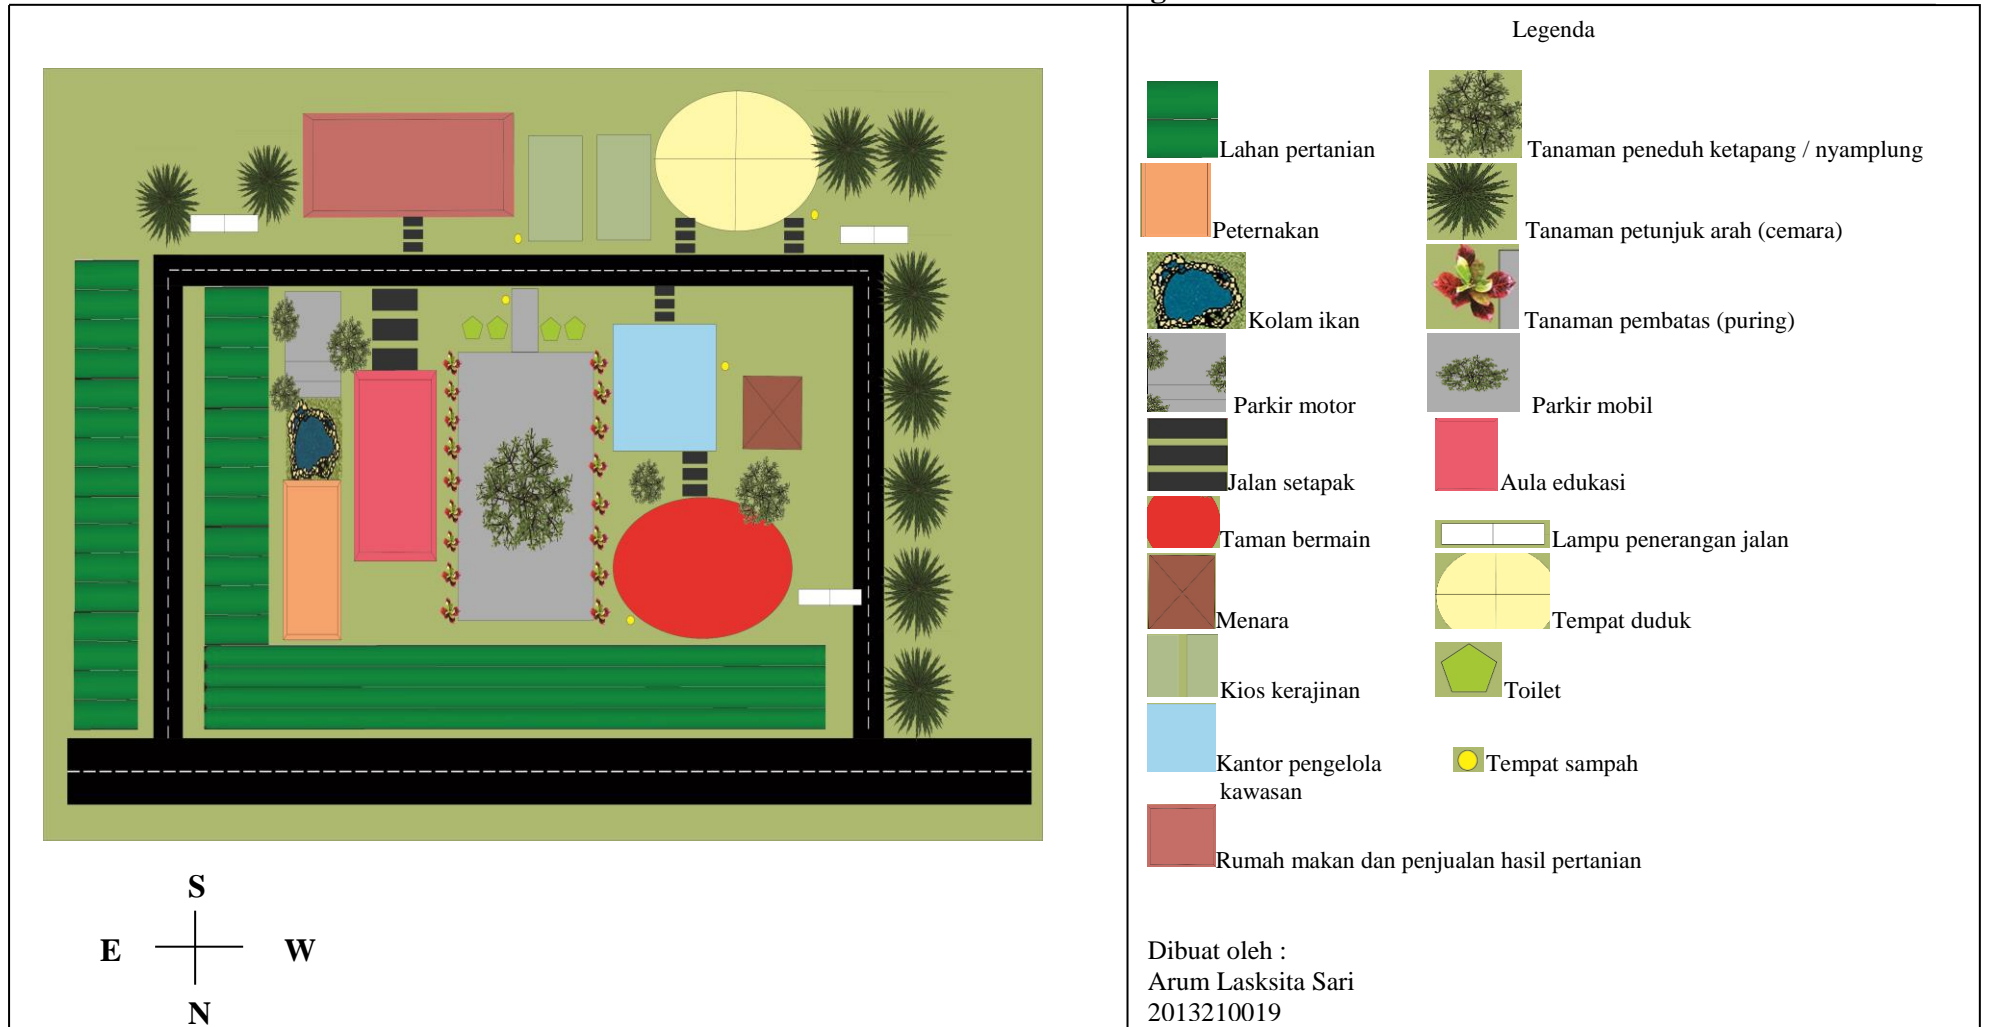 S
E W
N
Legenda
Lahan pertanian
Tanaman peneduh ketapang / nyamplung
Peternakan
Tanaman petunjuk arah (cemara)
Kolam ikan
Tanaman pembatas (puring)
Parkir motor
Parkir mobil
Jalan setapak
Aula edukasi
Taman bermain
Lampu penerangan jalan
Menara
Tempat duduk
Kios kerajinan
Toilet
Kantor pengelola
kawasan
Tempat sampah
Rumah makan dan penjualan hasil pertanian
Dibuat oleh :
Arum Lasksita Sari
2013210019